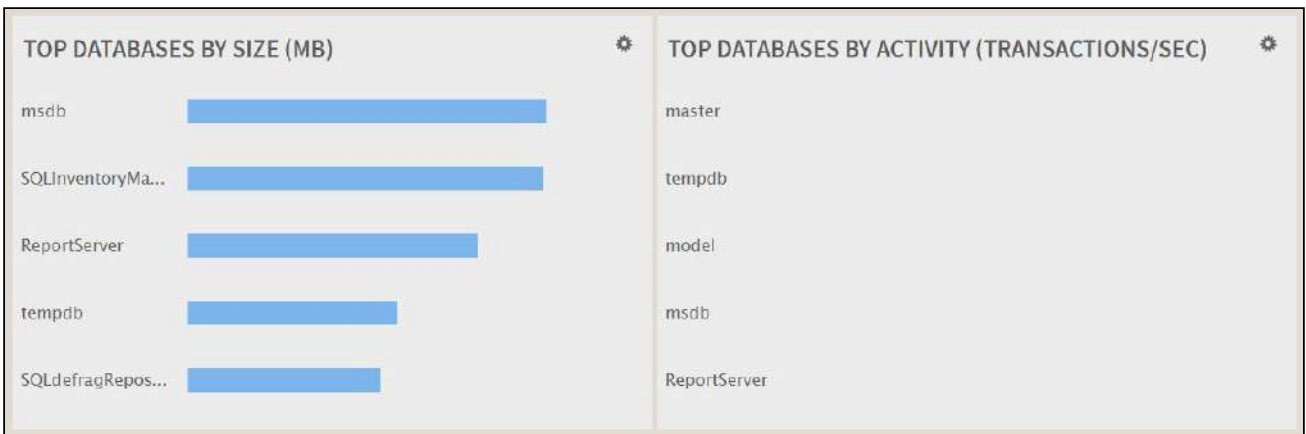 TOP DATABASES BY SIZE (MB)
msdb
SQLInventoryMa...
ReportServer
tempdb
SQLdefragRepos...
TOP DATABASES BY ACTIVITY (TRANSACTIONS/SEC)
master
tempdb
model
msdb
ReportServer